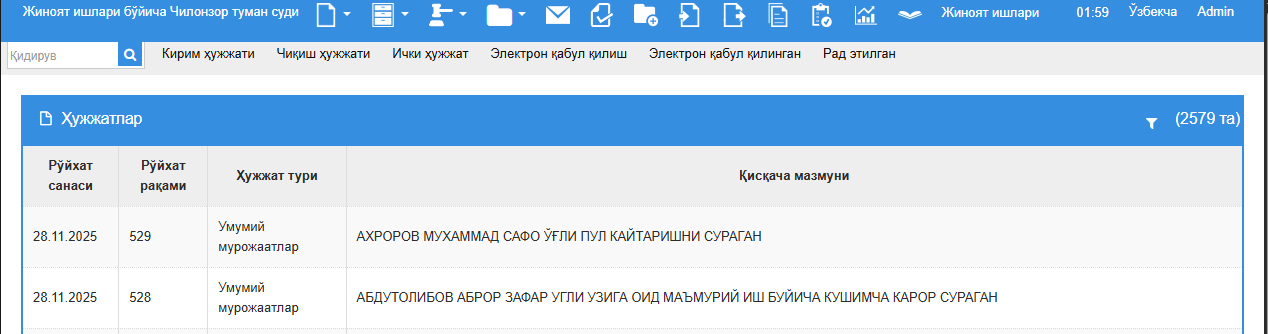 Жиноят ишлари бўйича Чилонзор туман суди
Жиноят ишлари
01:59
Ўзбекча
Admin
Қидирув
Кирим ҳужжати
Чиқиш ҳужжати
Ички ҳужжат
Электрон қабул қилиш
Электрон қабул қилинган
Рад этилган
Ҳужжатлар
(2579 та)
Рўйхат
санаси
Рўйхат
рақами
Ҳужжат тури
Қисқача мазмуни
28.11.2025
529
Умумий
мурожаатлар
АХРОРОВ МУХАММАД САФО ЎҒЛИ ПУЛ КАЙТАРИШНИ СУРАГАН
28.11.2025
528
Умумий
мурожаатлар
АБДУТОЛИБОВ АБРОР ЗАФАР УГЛИ УЗИГА ОИД МАЪМУРИЙ ИШ БУЙИЧА КУШИМЧА КАРОР СУРАГАН